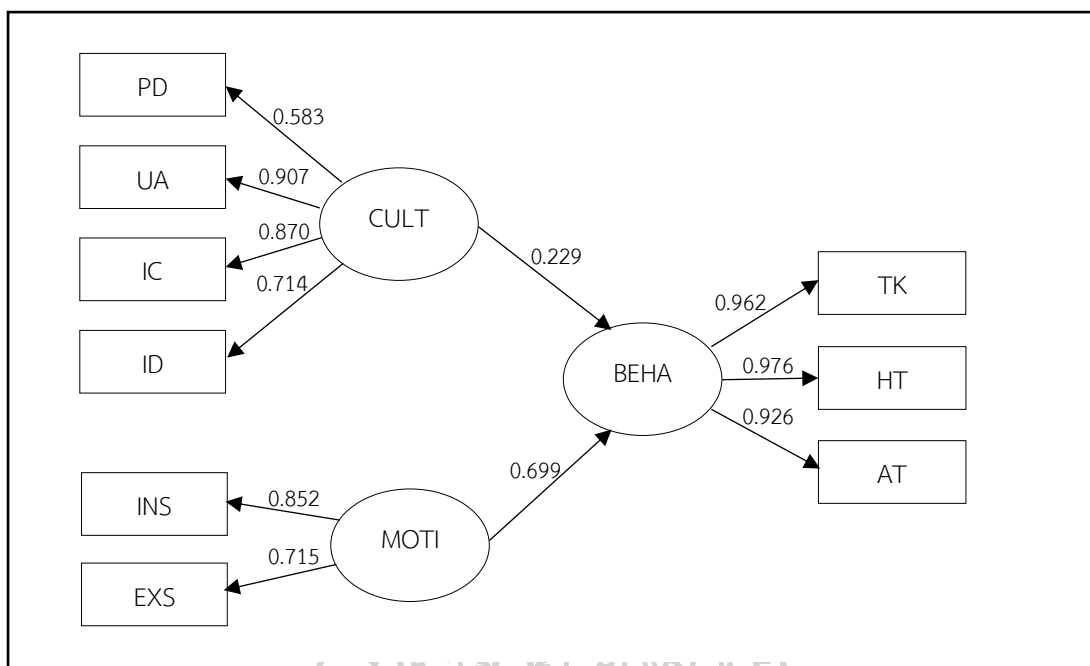 PD
0.583
UA
0.907
CULT
IC
0.870
0.714
ID
0.229
TK
0.962
BEHA
HT
0.976
0.926
AT
0.699
INS
0.852
MOTI
EXS
0.715